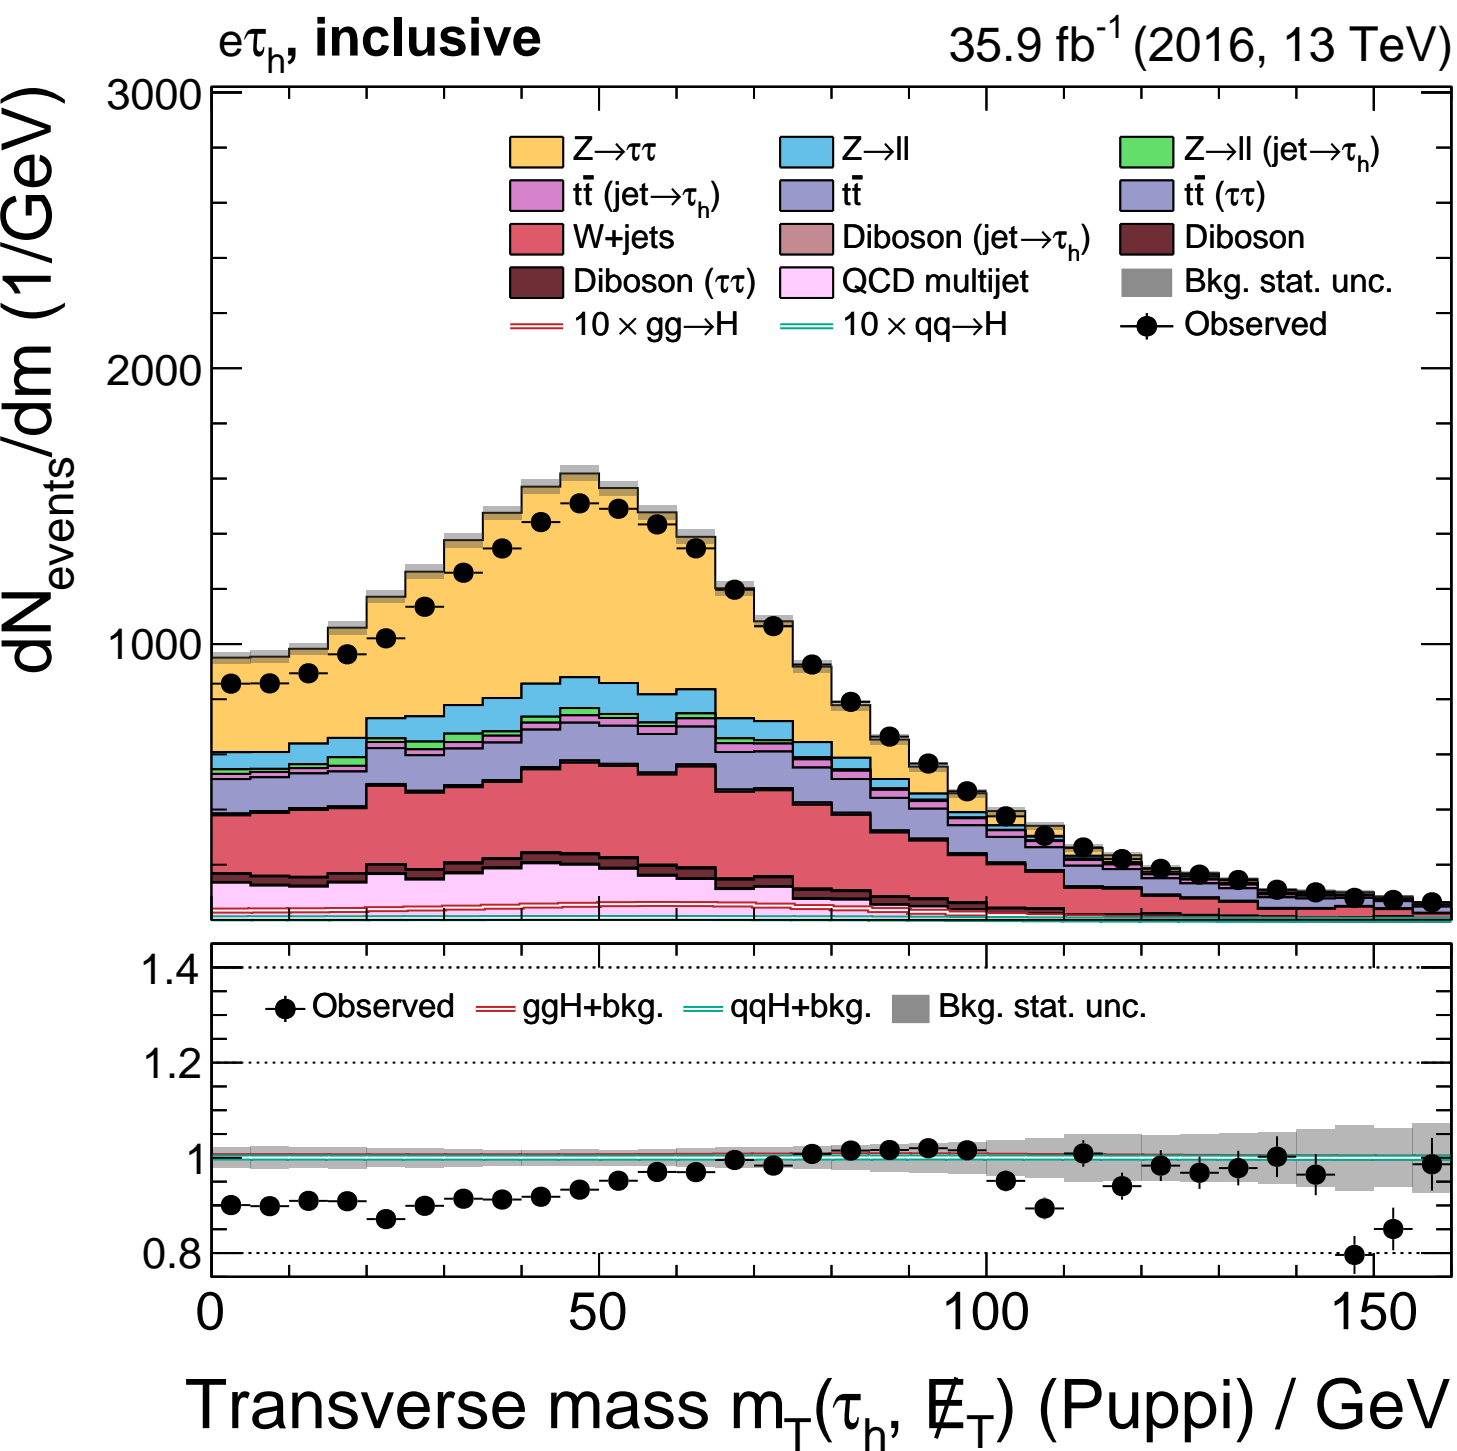 eτh, inclusive 35.9 fb-1 (2016, 13 TeV)
dNevents/dm (1/GeV)
3000
2000
1000
Z→ττ Z→ll Z→ll (jet→τh)
tt̄ (jet→τh) tt̄ tt̄ (ττ)
W+jets Diboson (jet→τh) Diboson
Diboson (ττ) QCD multijet Bkg. stat. unc.
10 × gg→H 10 × qq→H Observed
1.4
1.2
1
0.8
Observed ggH+bkg. qqH+bkg. Bkg. stat. unc.
0 50 100 150
Transverse mass mT(τh, E̸T) (Puppi) / GeV